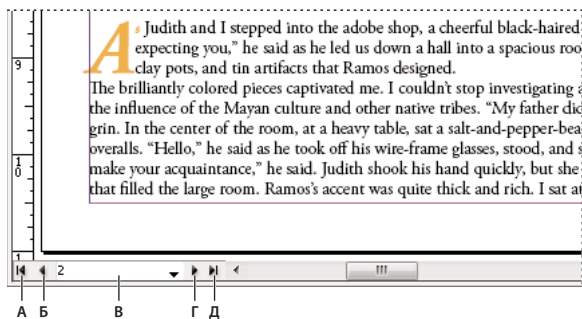 As Judith and I stepped into the adobe shop, a cheerful black-haired
expecting you,” he said as he led us down a hall into a spacious roo
clay pots, and tin artifacts that Ramos designed.
The brilliantly colored pieces captivated me. I couldn’t stop investigating a
the influence of the Mayan culture and other native tribes. “My father did
grin. In the center of the room, at a heavy table, sat a salt-and-pepper-bea
overalls. “Hello,” he said as he took off his wire-frame glasses, stood, and s
make your acquaintance,” he said. Judith shook his hand quickly, but she
that filled the large room. Ramos’s accent was quite thick and rich. I sat at
9
10
1
2
А Б В Г Д